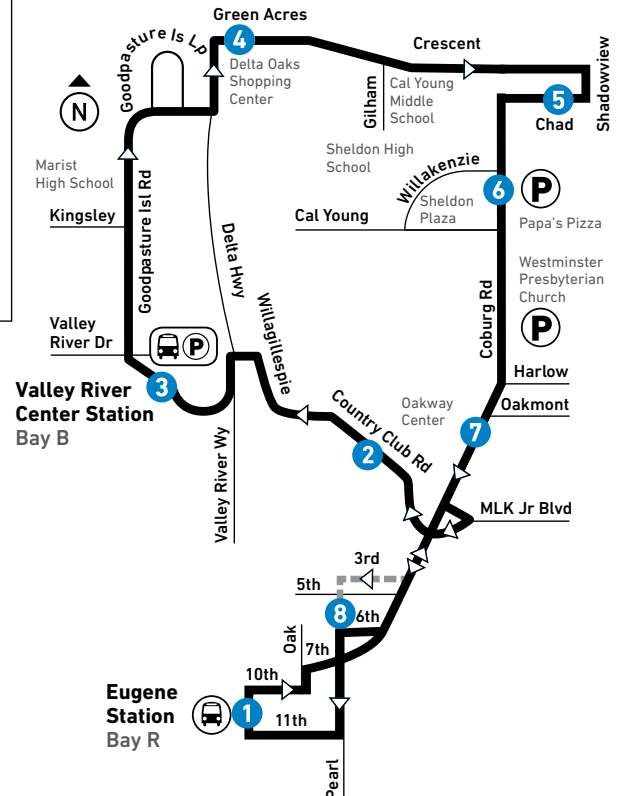 Green Acres
4
Goodpasture Is Lp
Delta Oaks
Shopping
Center
Crescent
Gilham
Cal Young
Middle
School
Shadowview
5
Chad
N
Marist
High School
Sheldon High
School
Willakenzie
6
P
Sheldon
Plaza
Papa's Pizza
Kingsley
Goodpasture Isl Rd
Delta Hwy
Cal Young
Westminster
Presbyterian
Church
P
Coburg Rd
Valley
River Dr
P
Willagillespie
Harlow
Valley River
Center Station
Bay B
3
Oakway
Center
Oakmont
7
Country Club Rd
2
Valley River Wy
MLK Jr Blvd
3rd
5th
8
6th
Oak
7th
10th
Eugene
Station
Bay R
1
11th
Pearl